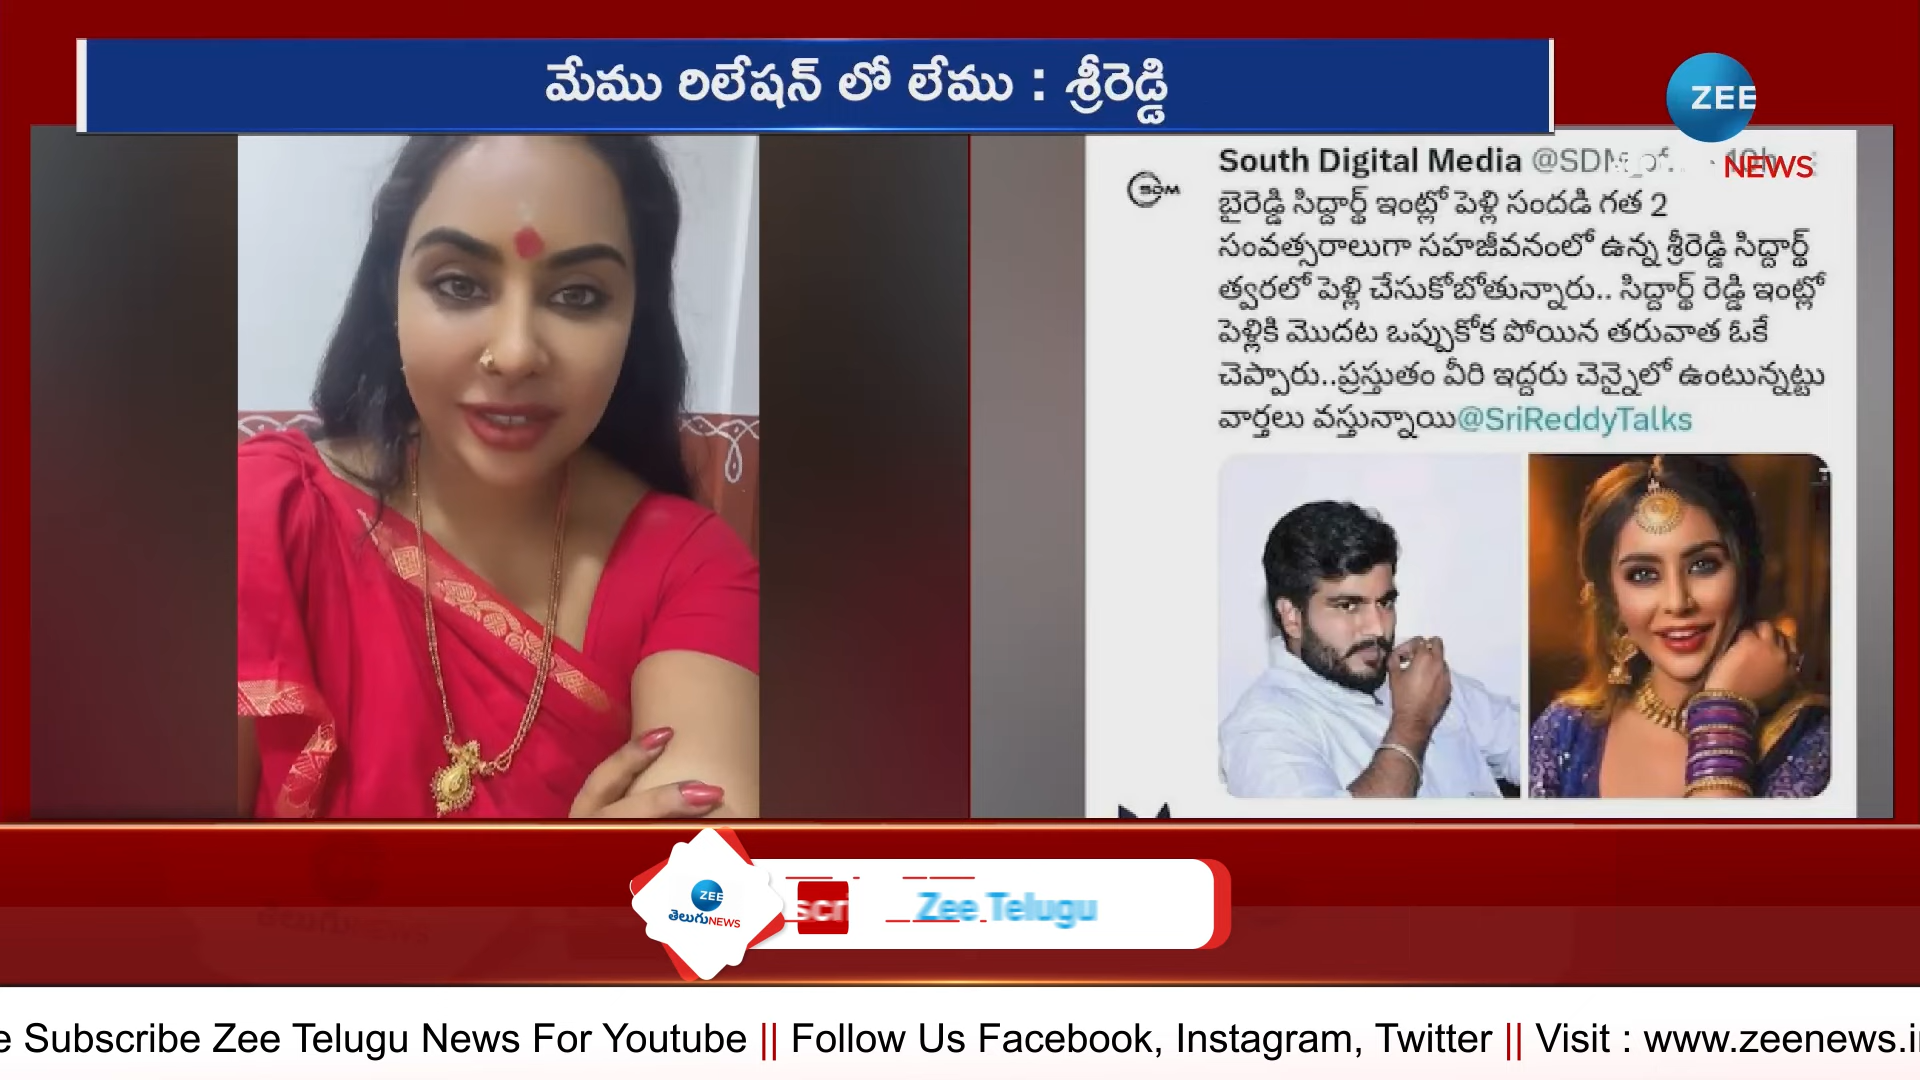 మేము రిలేషన్ లో లేము : శ్రీరెడ్డి
ZEE
NEWS
South Digital Media
SDM
బైరెడ్డి సిద్దార్థ్ ఇంట్లో పెళ్లి సందడి గత 2
సంవత్సరాలుగా సహజీవనంలో ఉన్న శ్రీరెడ్డి సిద్దార్థ్
త్వరలో పెళ్లి చేసుకోబోతున్నారు.. సిద్దార్థ్ రెడ్డి ఇంట్లో
పెళ్లికి మొదట ఒప్పుకోక పోయిన తరువాత ఓకే
చెప్పారు..ప్రస్తుతం వీరి ఇద్దరు చెన్నైలో ఉంటున్నట్టు
వార్తలు వస్తున్నాయి@SriReddyTalks
ZEE
తెలుగు NEWS
Zee Telugu
e Subscribe Zee Telugu News For Youtube || Follow Us Facebook, Instagram, Twitter || Visit : www.zeenews.i